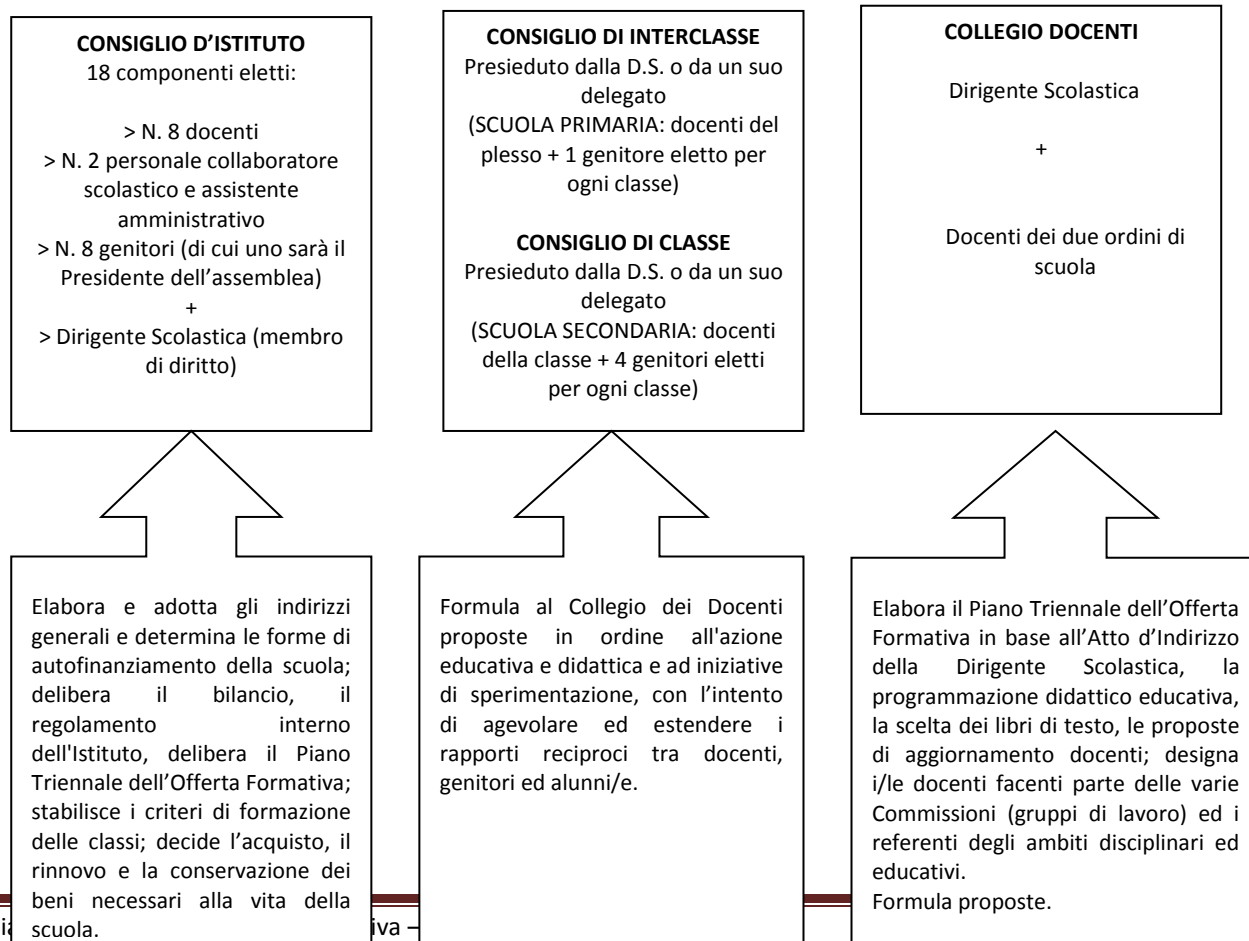 CONSIGLIO D’ISTITUTO
18 componenti eletti:
> N. 8 docenti
> N. 2 personale collaboratore
scolastico e assistente
amministrativo
> N. 8 genitori (di cui uno sarà il
Presidente dell’assemblea)
+
> Dirigente Scolastica (membro
di diritto)
CONSIGLIO DI INTERCLASSE
Presieduto dalla D.S. o da un suo
delegato
(SCUOLA PRIMARIA: docenti del
plesso + 1 genitore eletto per
ogni classe)
CONSIGLIO DI CLASSE
Presieduto dalla D.S. o da un suo
delegato
(SCUOLA SECONDARIA: docenti
della classe + 4 genitori eletti
per ogni classe)
COLLEGIO DOCENTI
Dirigente Scolastica
+
Docenti dei due ordini di
scuola
Elabora e adotta gli indirizzi
generali e determina le forme di
autofinanziamento della scuola;
delibera il bilancio, il
regolamento interno
dell'Istituto, delibera il Piano
Triennale dell’Offerta Formativa;
stabilisce i criteri di formazione
delle classi; decide l’acquisto, il
rinnovo e la conservazione dei
beni necessari alla vita della
scuola.
Formula al Collegio dei Docenti
proposte in ordine all'azione
educativa e didattica e ad iniziative
di sperimentazione, con l’intento
di agevolare ed estendere i
rapporti reciproci tra docenti,
genitori ed alunni/e.
Elabora il Piano Triennale dell’Offerta
Formativa in base all’Atto d’Indirizzo
della Dirigente Scolastica, la
programmazione didattico educativa,
la scelta dei libri di testo, le proposte
di aggiornamento docenti; designa
i/le docenti facenti parte delle varie
Commissioni (gruppi di lavoro) ed i
referenti degli ambiti disciplinari ed
educativi.
Formula proposte.
iva –